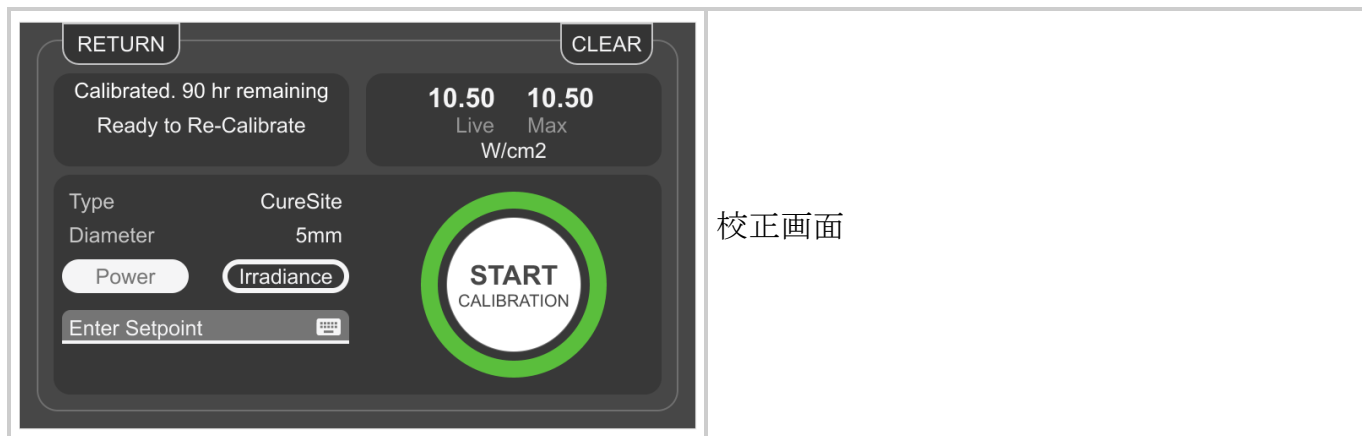 RETURN
CLEAR
Calibrated. 90 hr remaining
Ready to Re-Calibrate
10.50 10.50
Live Max
W/cm2
Type CureSite
Diameter 5mm
Power Irradiance
Enter Setpoint
START
CALIBRATION
校正画面